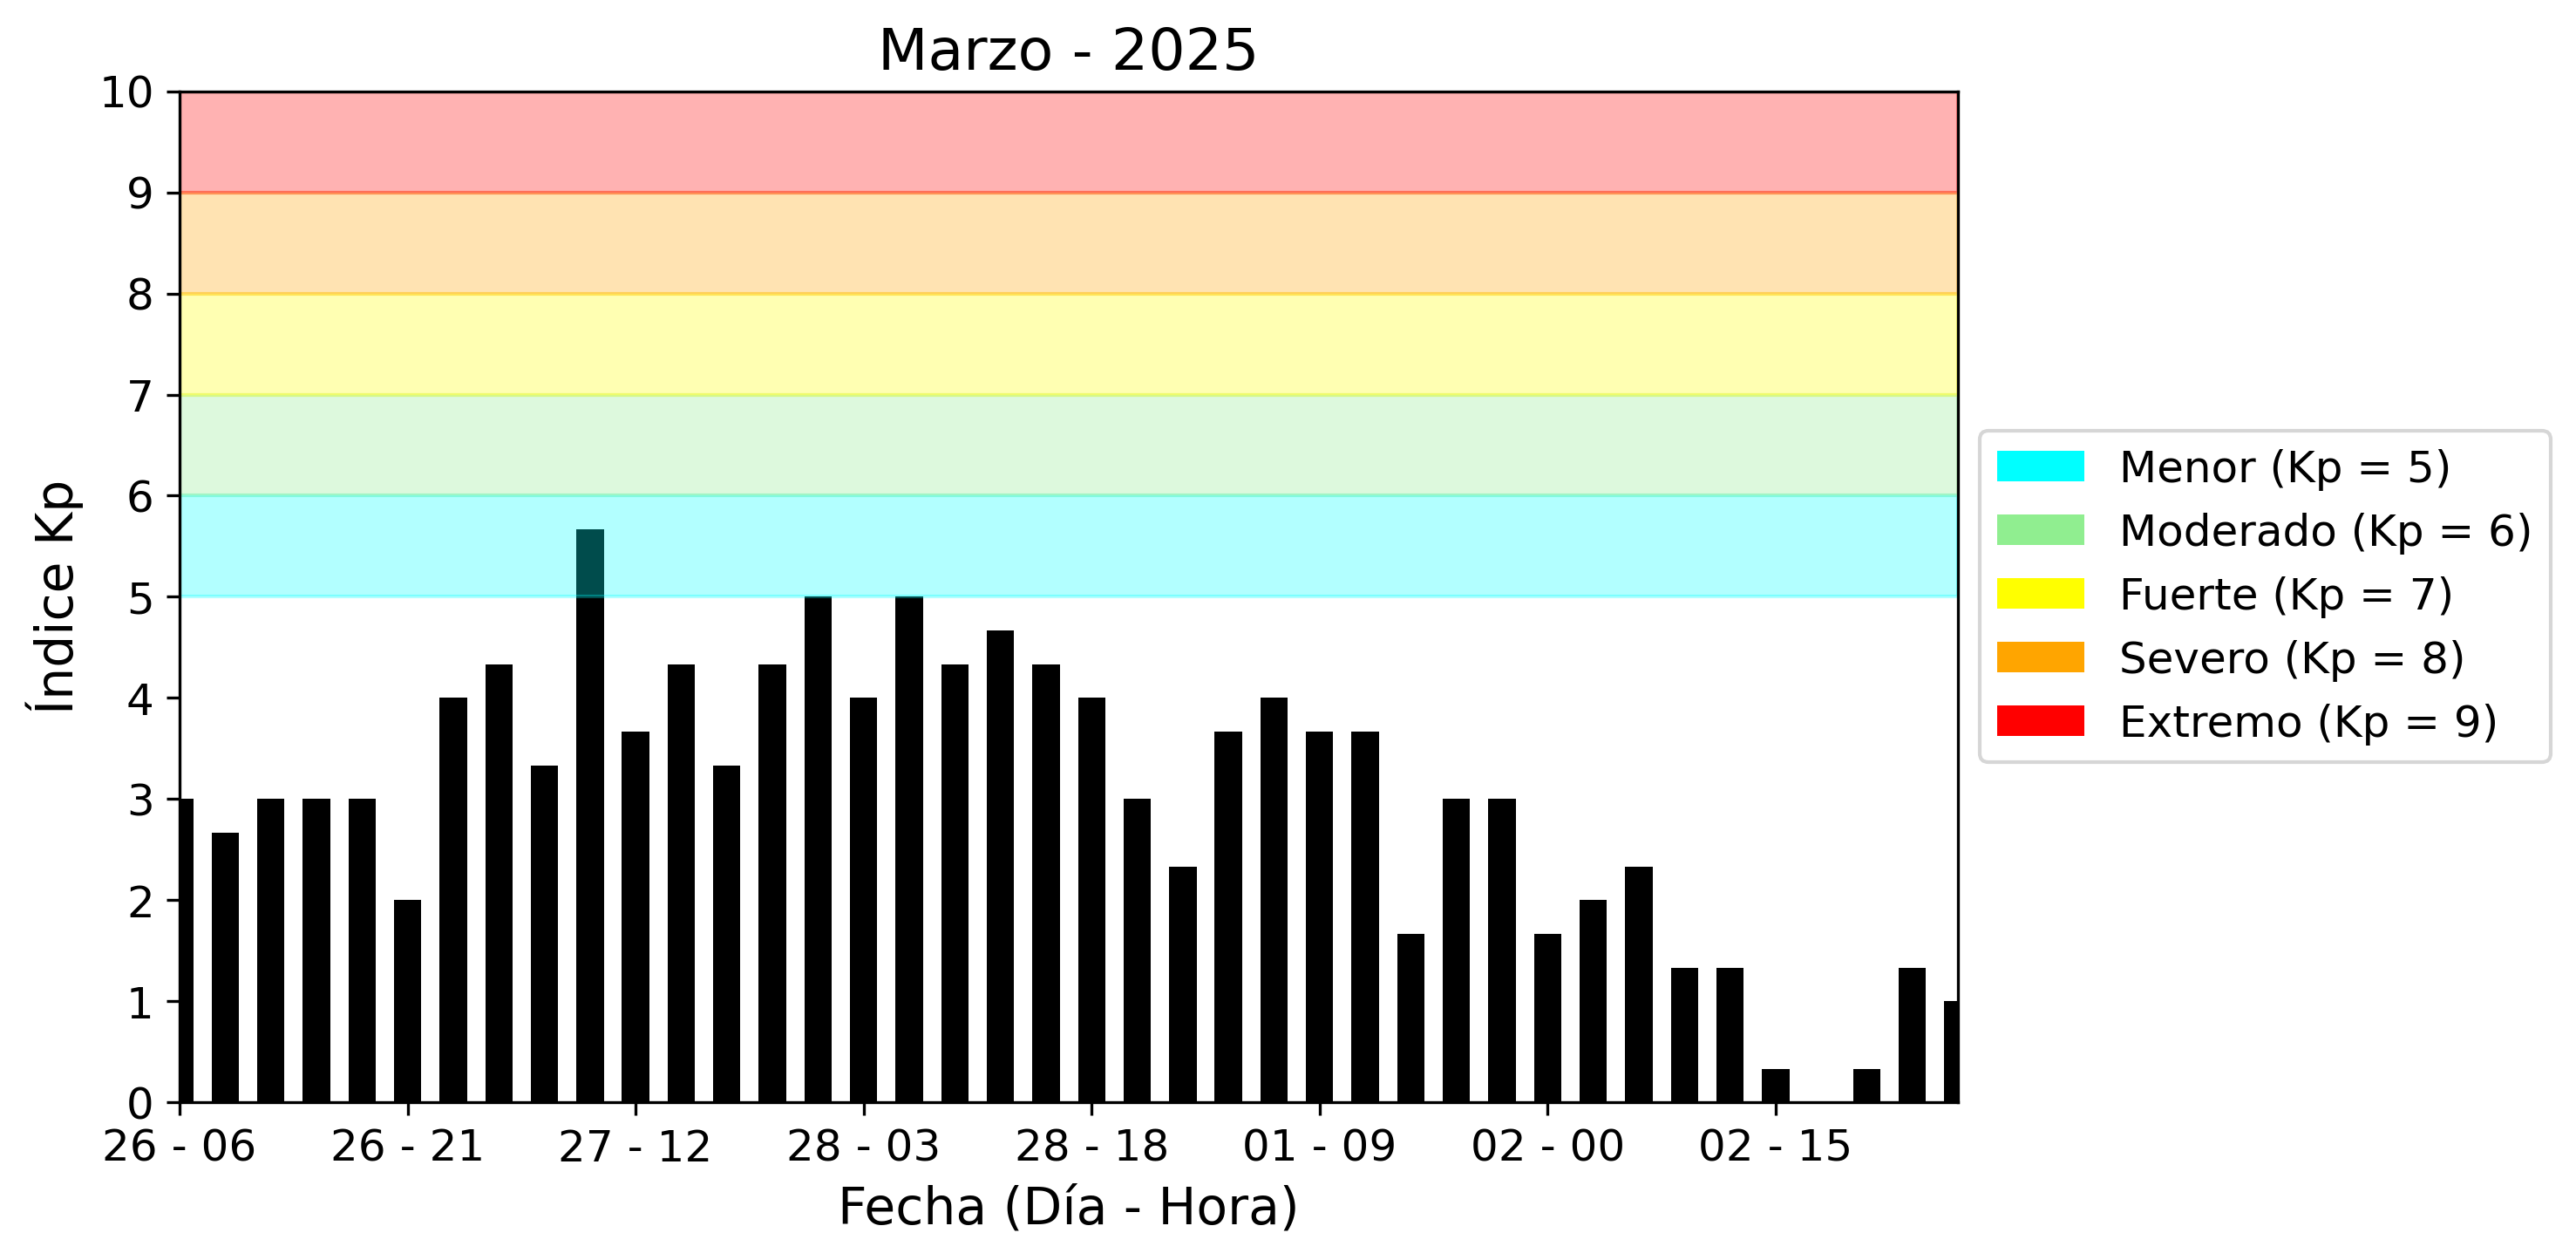 Marzo - 2025
10
9
8
7
6
5
4
3
2
1
0
Índice Kp
26 - 06
26 - 21
27 - 12
28 - 03
28 - 18
01 - 09
02 - 00
02 - 15
Fecha (Día - Hora)
Menor (Kp = 5)
Moderado (Kp = 6)
Fuerte (Kp = 7)
Severo (Kp = 8)
Extremo (Kp = 9)